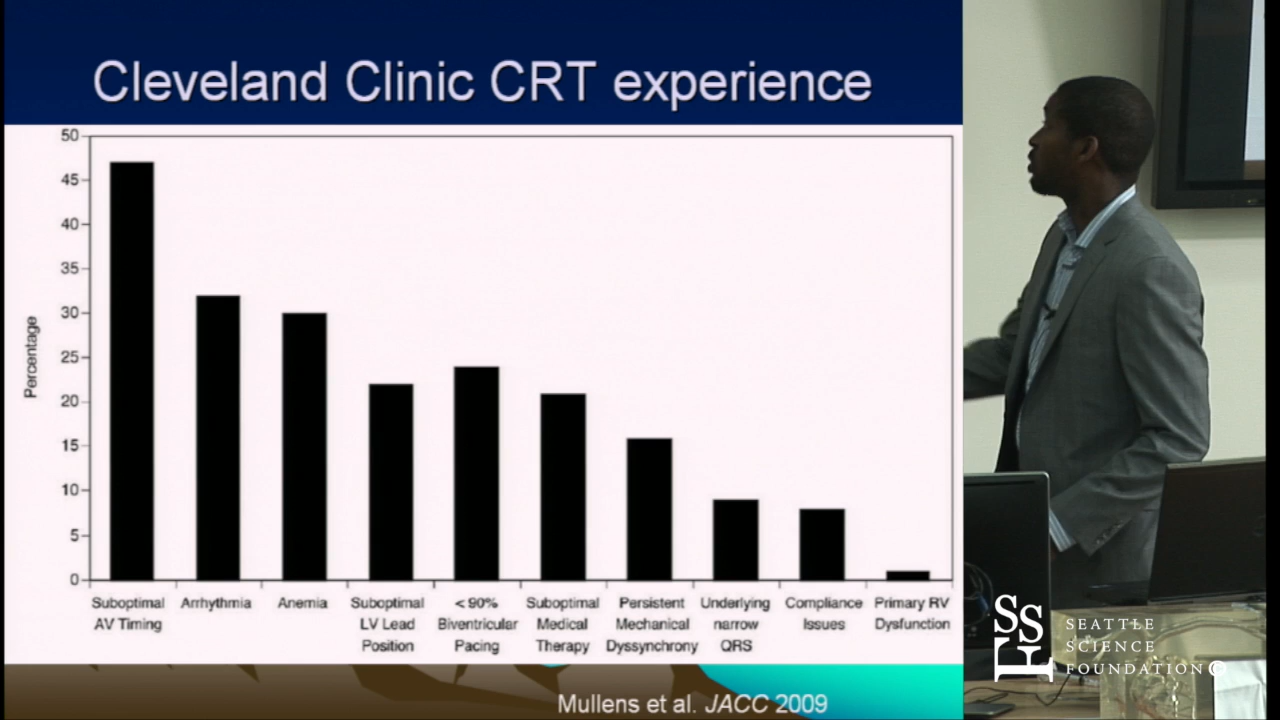 Cleveland Clinic CRT experience
50
45
40
35
30
25
20
15
10
5
0
Percentage
Suboptimal
AV Timing
Arrhythmia
Anemia
Suboptimal
LV Lead
Position
< 90%
Biventricular
Pacing
Suboptimal
Medical
Therapy
Persistent
Mechanical
Dyssynchrony
Underlying
narrow
QRS
Compliance
Issues
Primary RV
Dysfunction
Mullens et al. JACC 2009
SSF
SEATTLE
SCIENCE
FOUNDATION ©